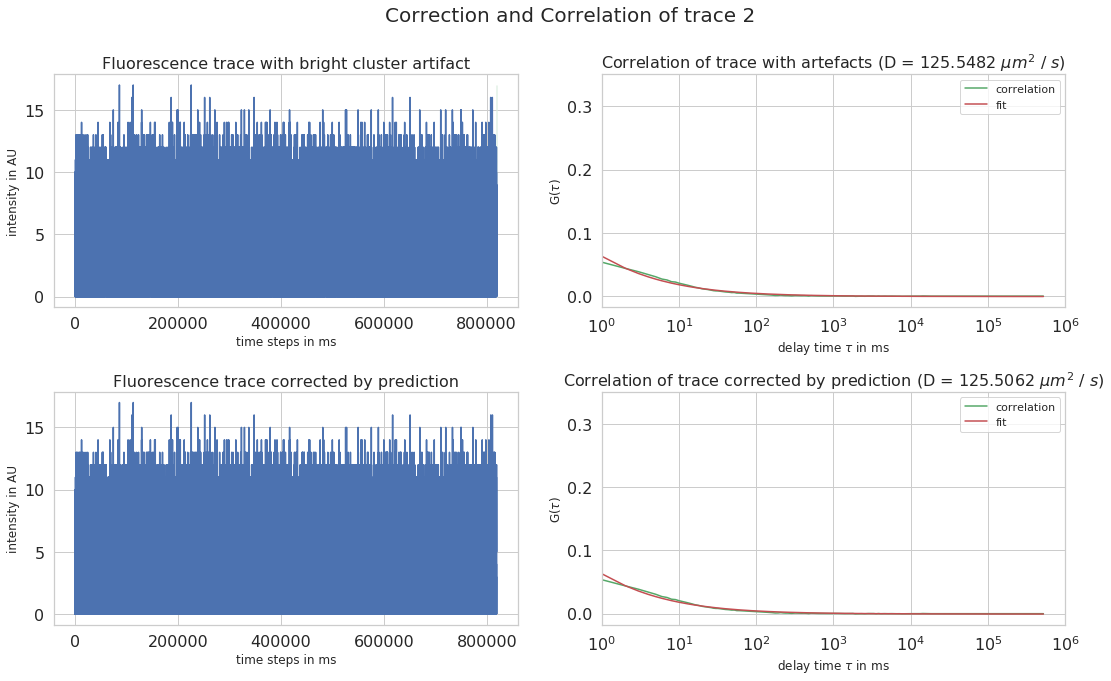 Correction and Correlation of trace 2
Fluorescence trace with bright cluster artifact
intensity in AU
15
10
5
0
0 200000 400000 600000 800000
time steps in ms
Correlation of trace with artefacts (D = 125.5482 μm² / s)
correlation
fit
G(τ)
0.3
0.2
0.1
0.0
10⁰ 10¹ 10² 10³ 10⁴ 10⁵ 10⁶
delay time τ in ms
Fluorescence trace corrected by prediction
intensity in AU
15
10
5
0
0 200000 400000 600000 800000
time steps in ms
Correlation of trace corrected by prediction (D = 125.5062 μm² / s)
correlation
fit
G(τ)
0.3
0.2
0.1
0.0
10⁰ 10¹ 10² 10³ 10⁴ 10⁵ 10⁶
delay time τ in ms